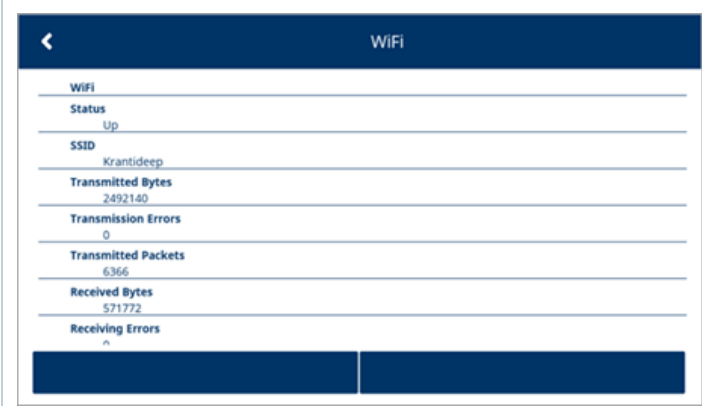 WiFi
WiFi
Status
Up
SSID
Krantideep
Transmitted Bytes
2492140
Transmission Errors
0
Transmitted Packets
6366
Received Bytes
571772
Receiving Errors